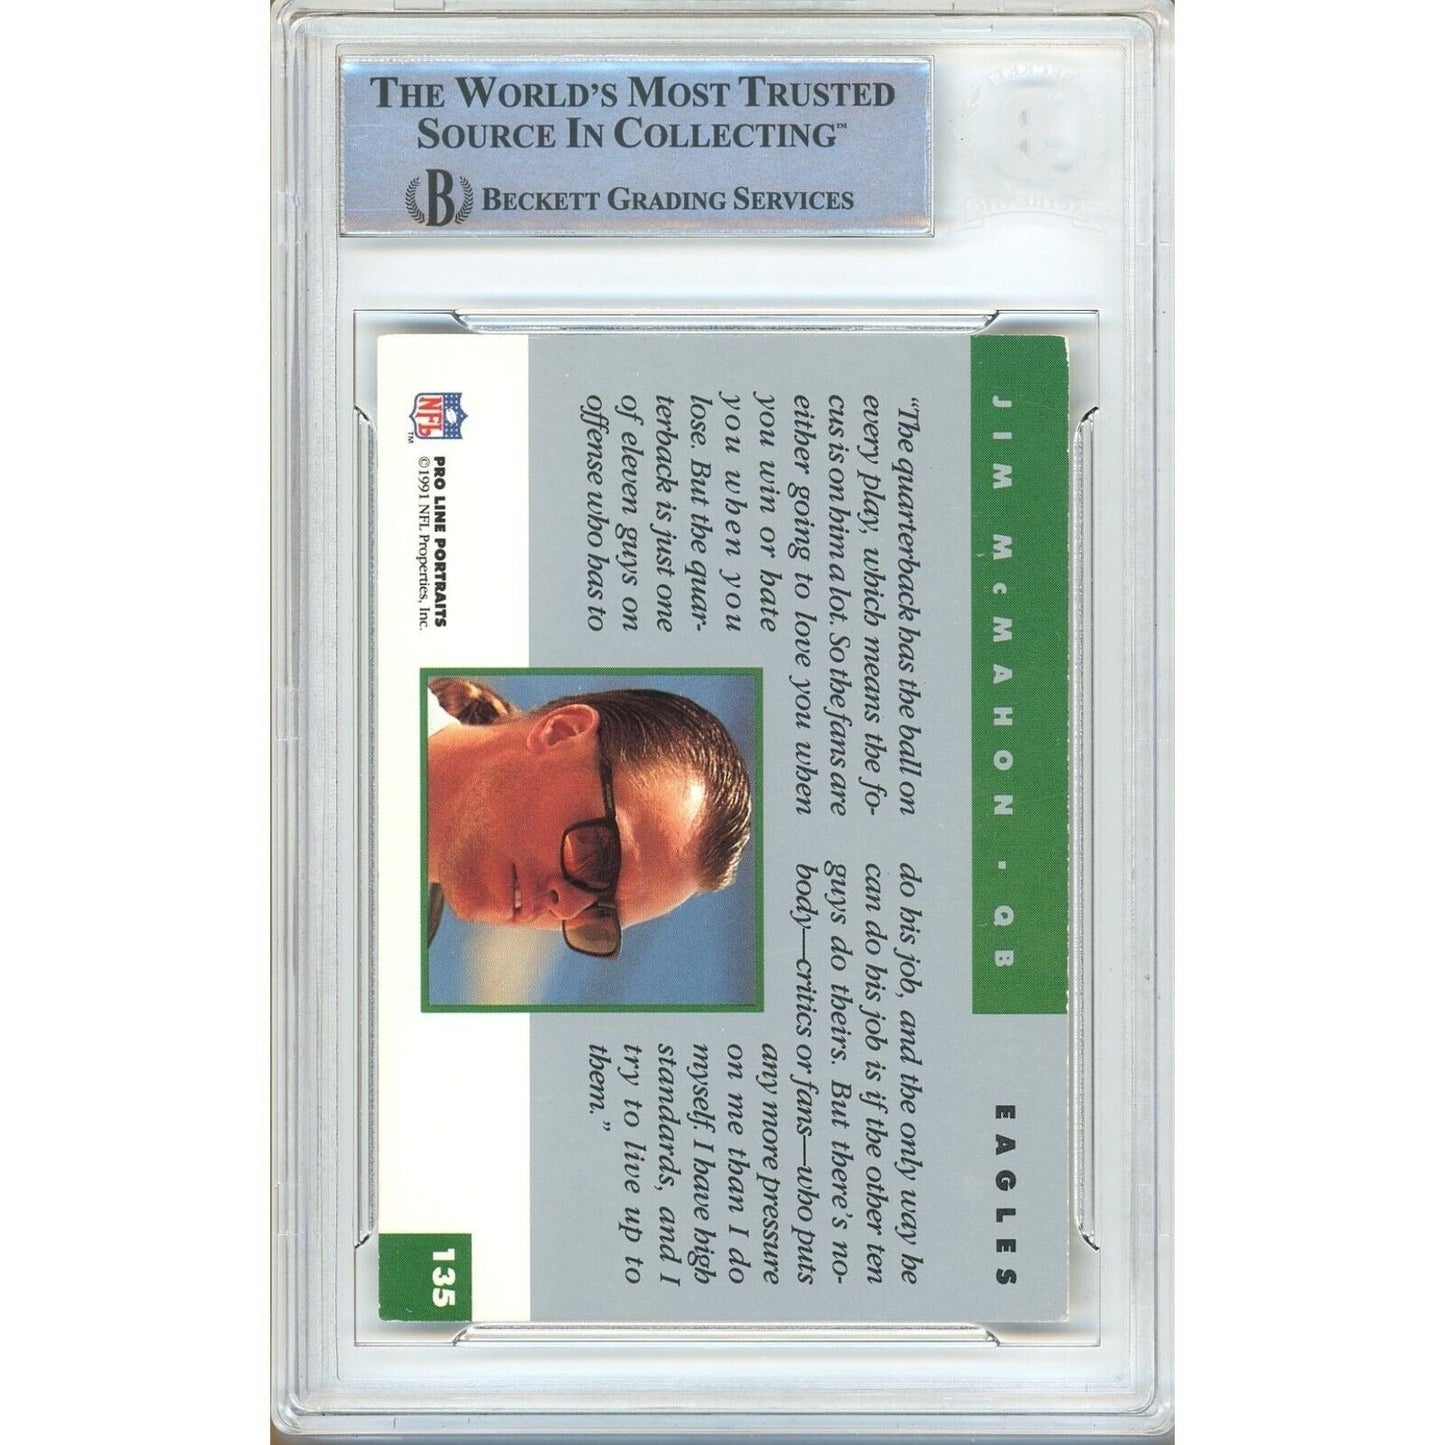 THE WORLD'S MOST TRUSTED
SOURCE IN COLLECTING™
B BECKETT GRADING SERVICES
JIM McMAHON · QB EAGLES
"The quarterback has the ball on
every play, which means the fo-
cus is on him a lot. So the fans are
either going to love you when
you win or hate
you when you
lose. But the quar-
terback is just one
of eleven guys on
offense who has to
do his job, and the only way he
can do his job is if the other ten
guys do theirs. But there's no-
body—critics or fans—who puts
any more pressure
on me than I do
myself. I have high
standards, and I
try to live up to
them."
NFL™
PRO LINE PORTRAITS
©1991 NFL Properties, Inc.
135